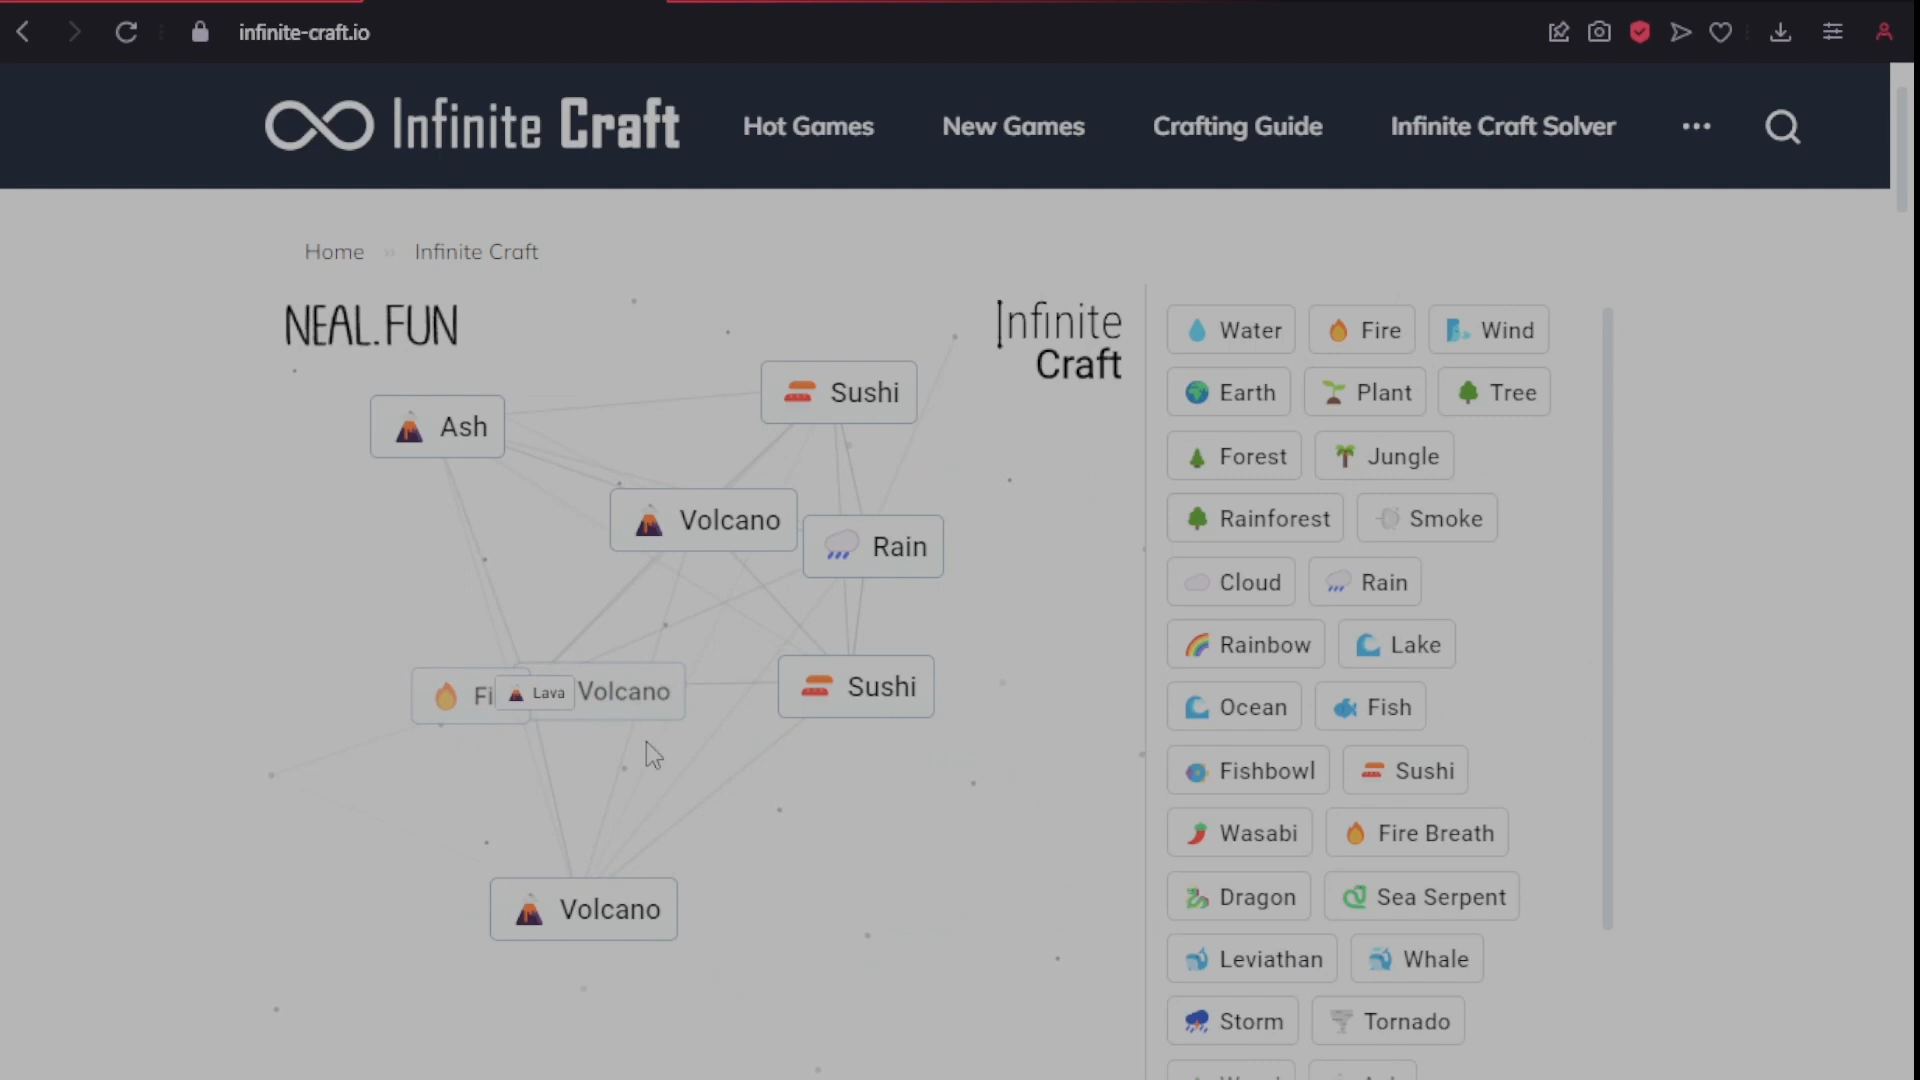 infinite-craft.io
Infinite Craft
Hot Games
New Games
Crafting Guide
Infinite Craft Solver
Home » Infinite Craft
NEAL.FUN
Infinite
Craft
Ash
Sushi
Volcano
Rain
Fi
Lava
Volcano
Sushi
Volcano
Water Fire Wind
Earth Plant Tree
Forest Jungle
Rainforest Smoke
Cloud Rain
Rainbow Lake
Ocean Fish
Fishbowl Sushi
Wasabi Fire Breath
Dragon Sea Serpent
Leviathan Whale
Storm Tornado